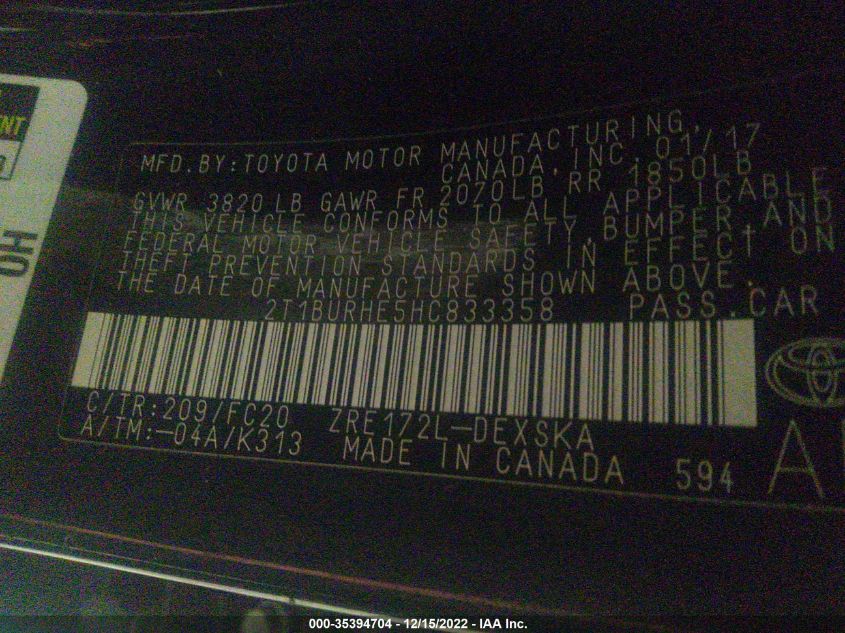 NT
HO
MFD.BY:TOYOTA MOTOR MANUFACTURING,
CANADA,INC. 01/17
GVWR 3820 LB GAWR FR 2070LB RR 1850LB
THIS VEHICLE CONFORMS TO ALL APPLICABLE
FEDERAL MOTOR VEHICLE SAFETY,BUMPER,AND
THEFT PREVENTION STANDARDS IN EFFECT ON
THE DATE OF MANUFACTURE SHOWN ABOVE.
2T1BURHE5HC833358 PASS.CAR
C/TR:209/FC20 ZRE172L-DEXSKA
A/TM:-04A/K313 MADE IN CANADA 594
000-35394704 - 12/15/2022 - IAA Inc.